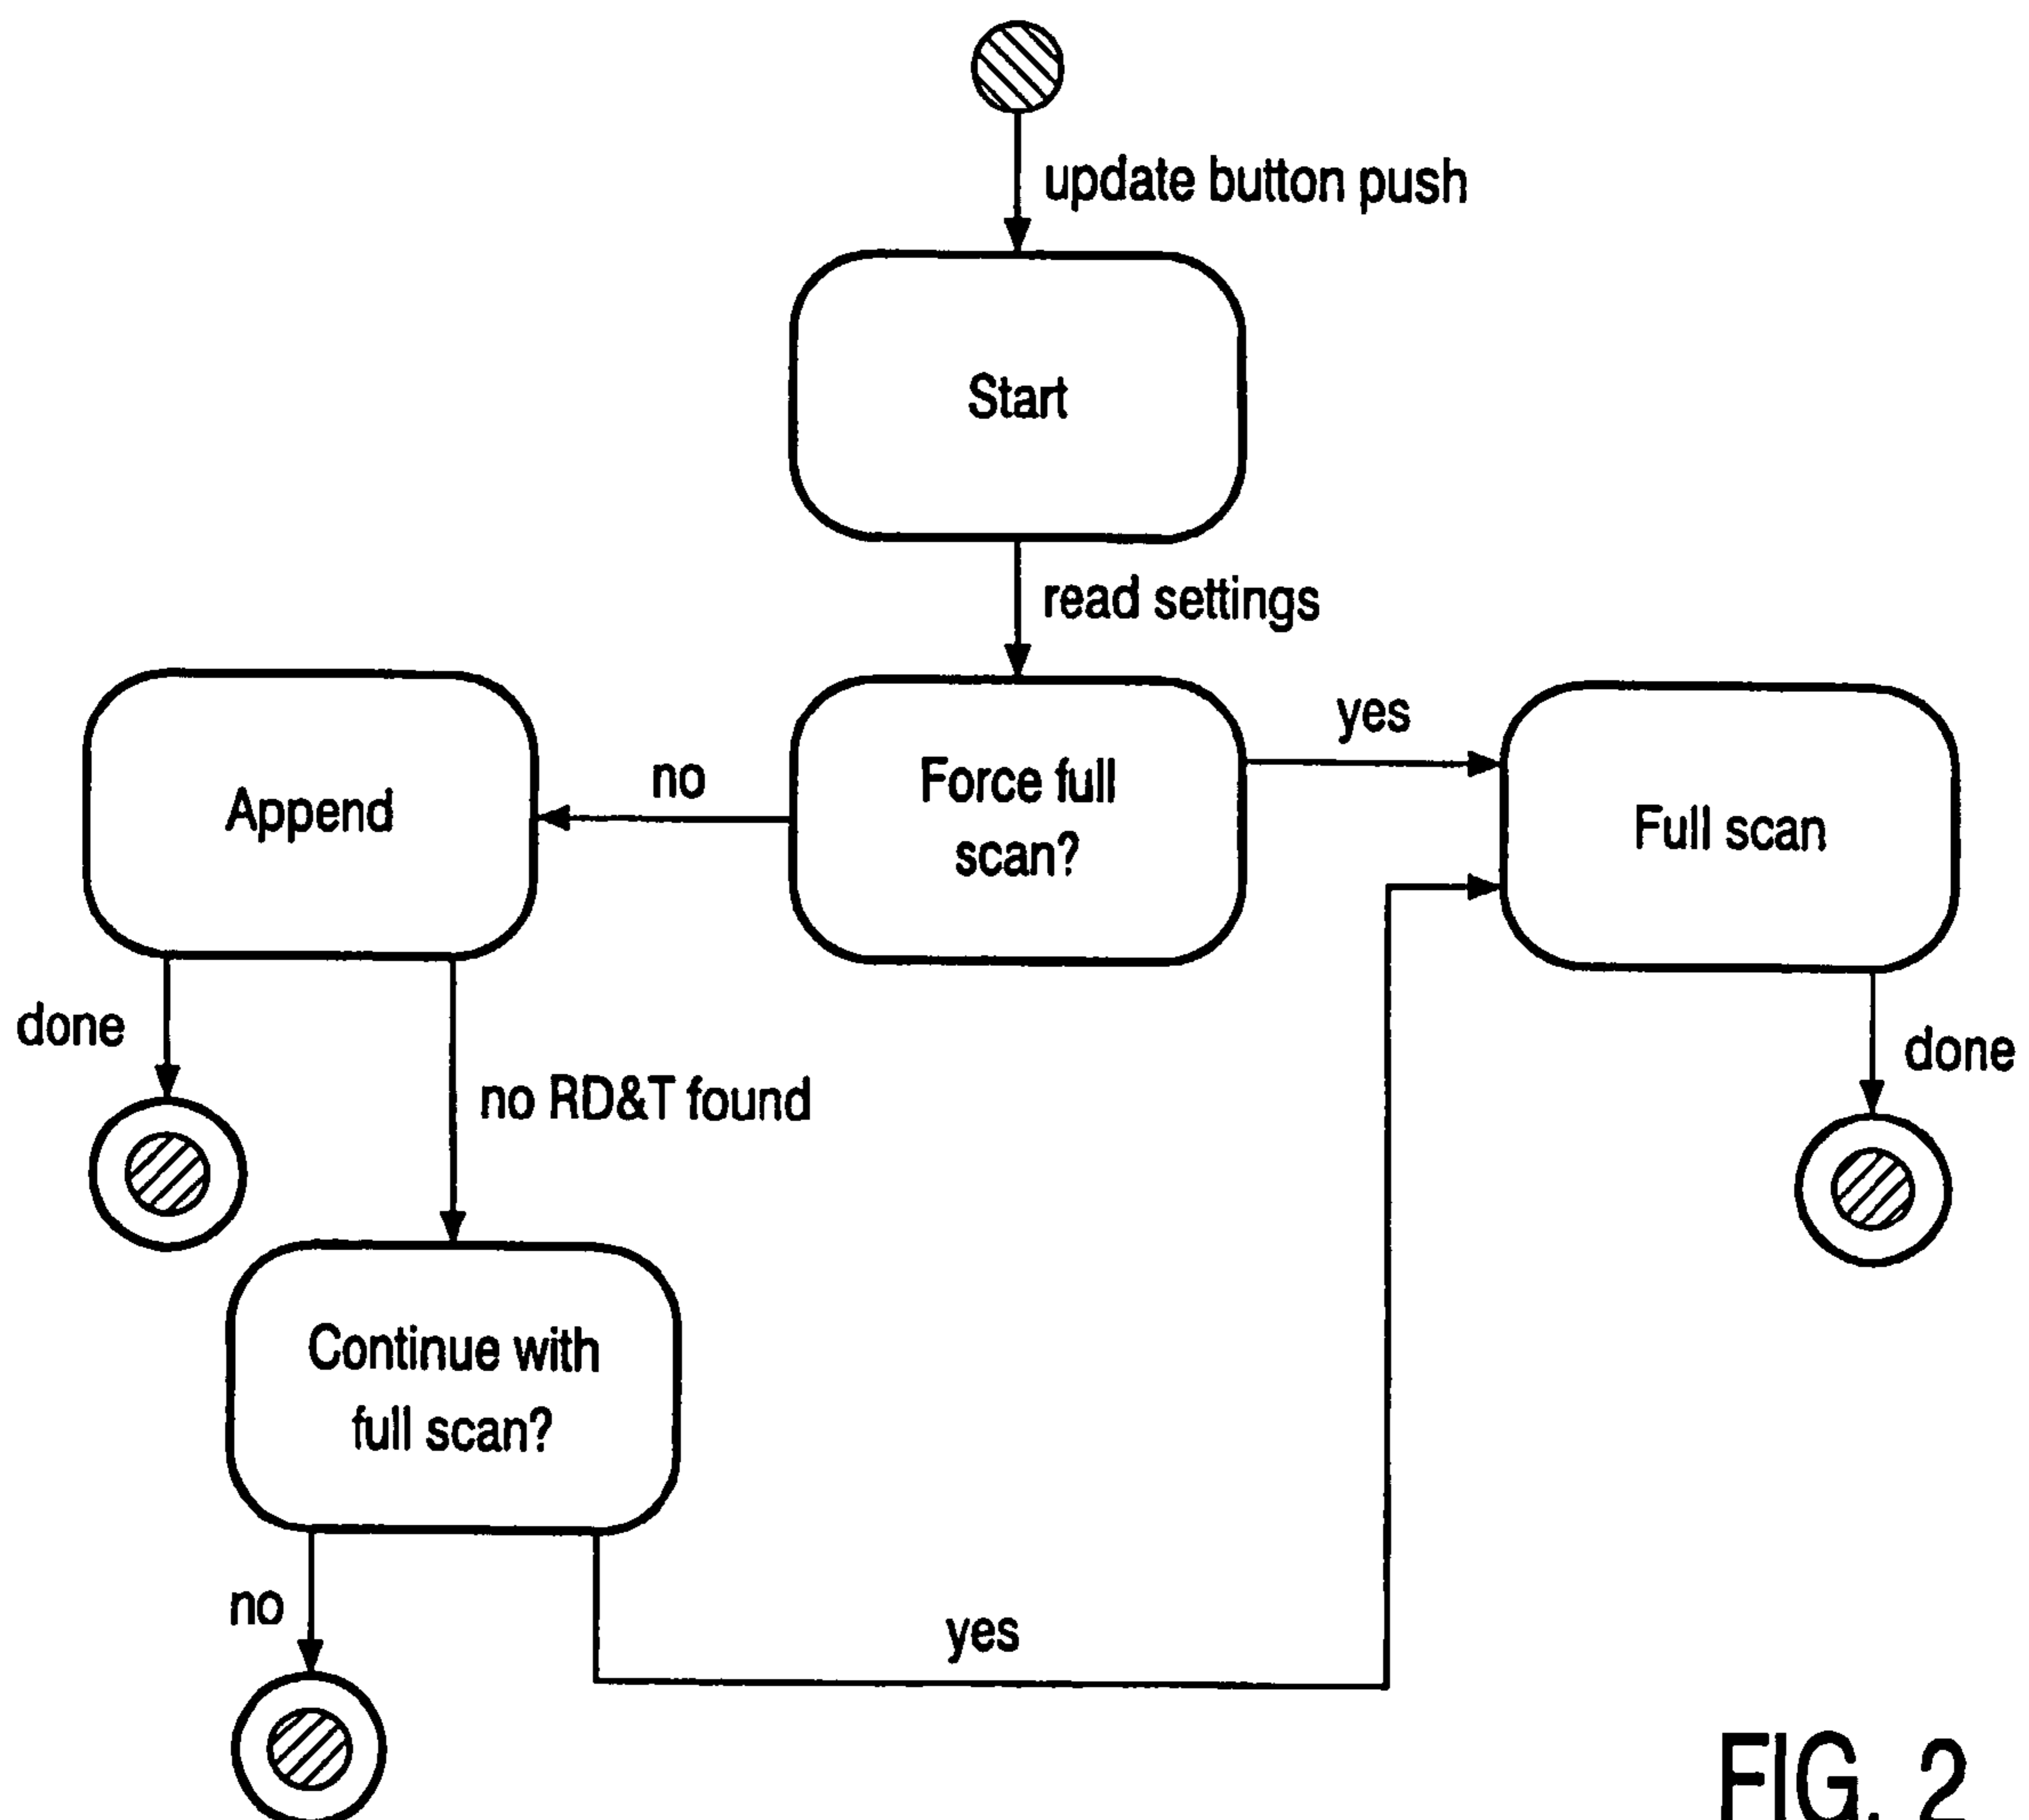 update button push
Start
read settings
Append
no
Force full
scan?
yes
Full scan
done
no RD&T found
done
Continue with
full scan?
no
yes
FIG. 2